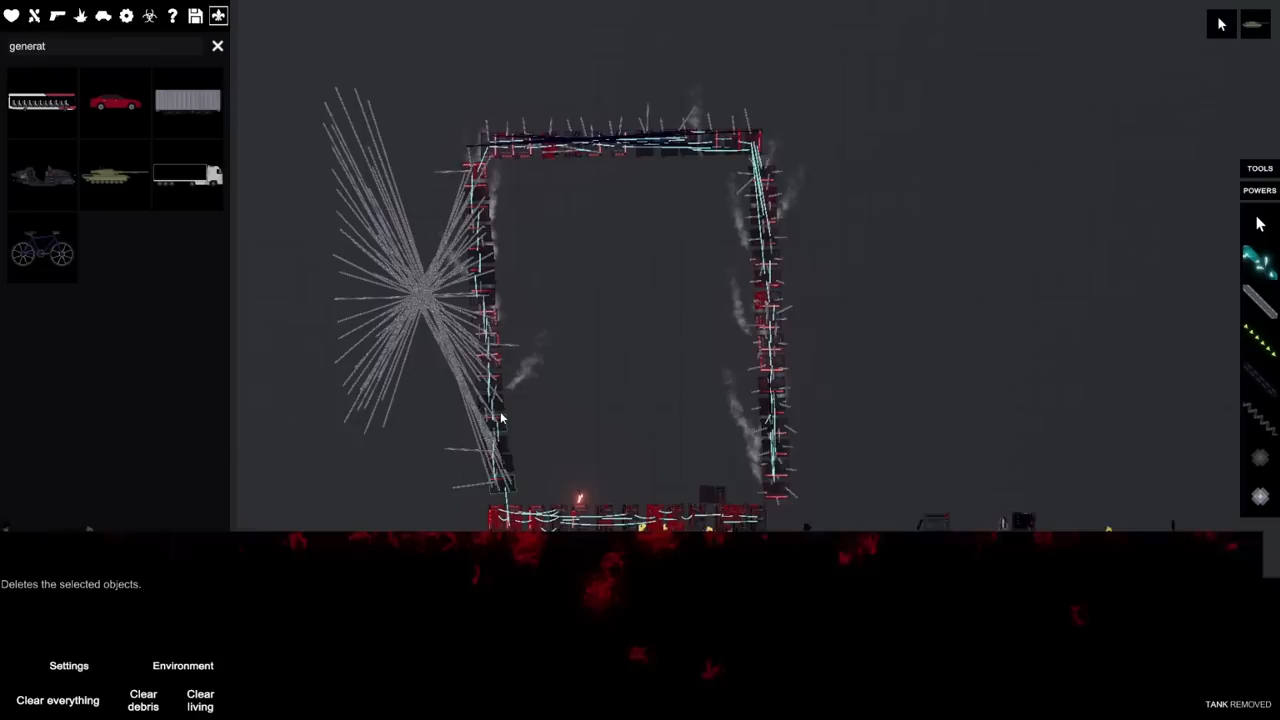 generat
TOOLS
POWERS
Deletes the selected objects.
Settings
Environment
Clear everything
Clear
debris
Clear
living
TANK REMOVED